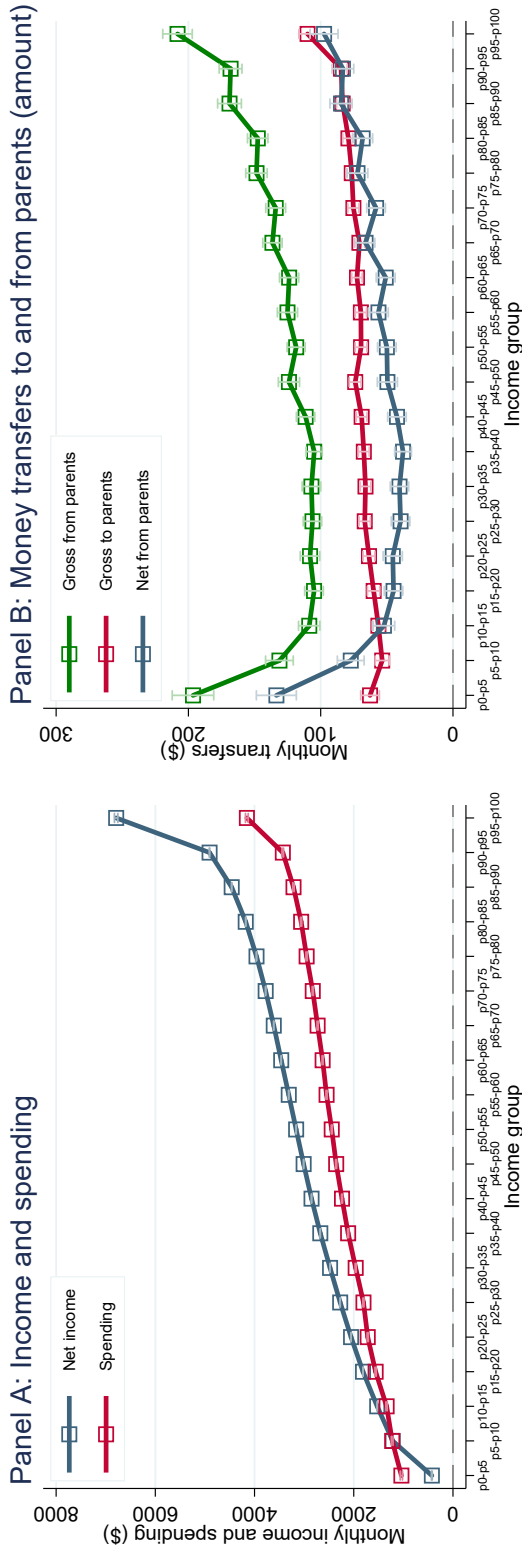 Panel A: Income and spending
Net income
Spending
Monthly income and spending ($)
8000
6000
4000
2000
0
p0-p5
p5-p10
p10-p15
p15-p20
p20-p25
p25-p30
p30-p35
p35-p40
p40-p45
p45-p50
p50-p55
p55-p60
p60-p65
p65-p70
p70-p75
p75-p80
p80-p85
p85-p90
p90-p95
p95-p100
Income group
Panel B: Money transfers to and from parents (amount)
Gross from parents
Gross to parents
Net from parents
Monthly transfers ($)
300
200
100
0
p0-p5
p5-p10
p10-p15
p15-p20
p20-p25
p25-p30
p30-p35
p35-p40
p40-p45
p45-p50
p50-p55
p55-p60
p60-p65
p65-p70
p70-p75
p75-p80
p80-p85
p85-p90
p90-p95
p95-p100
Income group